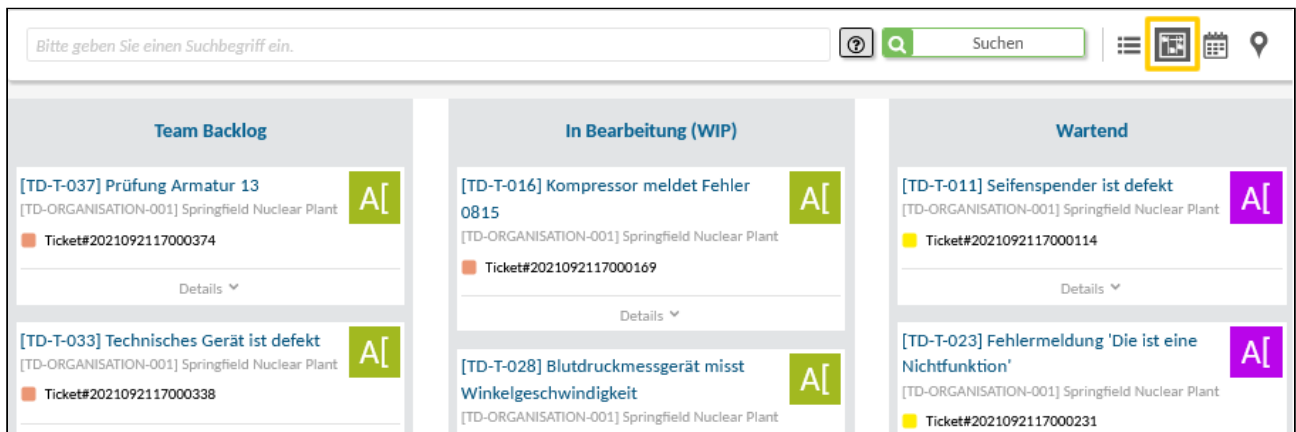 Bitte geben Sie einen Suchbegriff ein.
Suchen
Team Backlog
[TD-T-037] Prüfung Armatur 13
[TD-ORGANISATION-001] Springfield Nuclear Plant
A[
Ticket#2021092117000374
Details
[TD-T-033] Technisches Gerät ist defekt
[TD-ORGANISATION-001] Springfield Nuclear Plant
A[
Ticket#2021092117000338
In Bearbeitung (WIP)
[TD-T-016] Kompressor meldet Fehler
0815
[TD-ORGANISATION-001] Springfield Nuclear Plant
A[
Ticket#2021092117000169
Details
[TD-T-028] Blutdruckmessgerät misst
Winkelgeschwindigkeit
[TD-ORGANISATION-001] Springfield Nuclear Plant
A[
Wartend
[TD-T-011] Seifenspender ist defekt
[TD-ORGANISATION-001] Springfield Nuclear Plant
A[
Ticket#2021092117000114
Details
[TD-T-023] Fehlermeldung 'Die ist eine
Nichtfunktion'
[TD-ORGANISATION-001] Springfield Nuclear Plant
A[
Ticket#2021092117000231